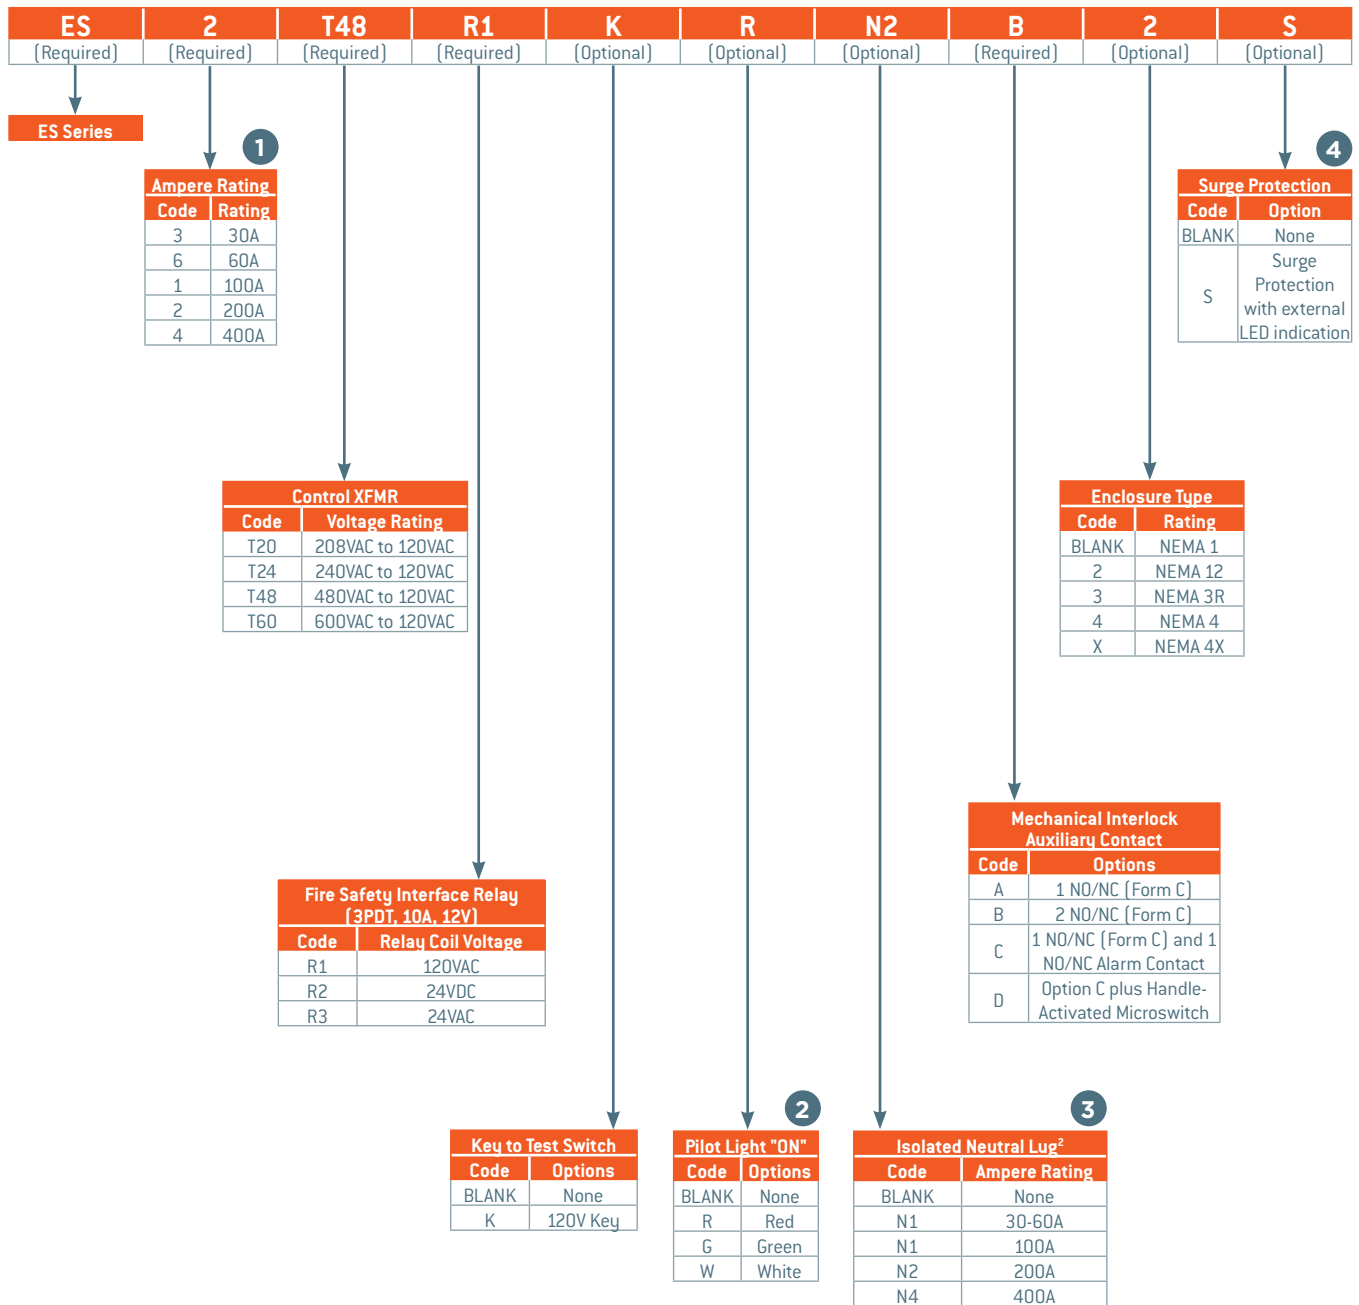 ES 2 T48 R1 K R N2 B 2 S
(Required) (Required) (Required) (Required) (Optional) (Optional) (Optional) (Required) (Optional) (Optional)
ES Series
1
Ampere Rating
Code Rating
3 30A
6 60A
1 100A
2 200A
4 400A
4
Surge Protection
Code Option
BLANK None
S Surge
Protection
with external
LED indication
Control XFMR
Code Voltage Rating
T20 208VAC to 120VAC
T24 240VAC to 120VAC
T48 480VAC to 120VAC
T60 600VAC to 120VAC
Enclosure Type
Code Rating
BLANK NEMA 1
2 NEMA 12
3 NEMA 3R
4 NEMA 4
X NEMA 4X
Mechanical Interlock
Auxiliary Contact
Code Options
A 1 NO/NC (Form C)
B 2 NO/NC (Form C)
C 1 NO/NC (Form C) and 1
NO/NC Alarm Contact
D Option C plus Handle-
Activated Microswitch
Fire Safety Interface Relay
(3PDT, 10A, 12V)
Code Relay Coil Voltage
R1 120VAC
R2 24VDC
R3 24VAC
Key to Test Switch
Code Options
BLANK None
K 120V Key
2
Pilot Light "ON"
Code Options
BLANK None
R Red
G Green
W White
3
Isolated Neutral Lug²
Code Ampere Rating
BLANK None
N1 30-60A
N1 100A
N2 200A
N4 400A